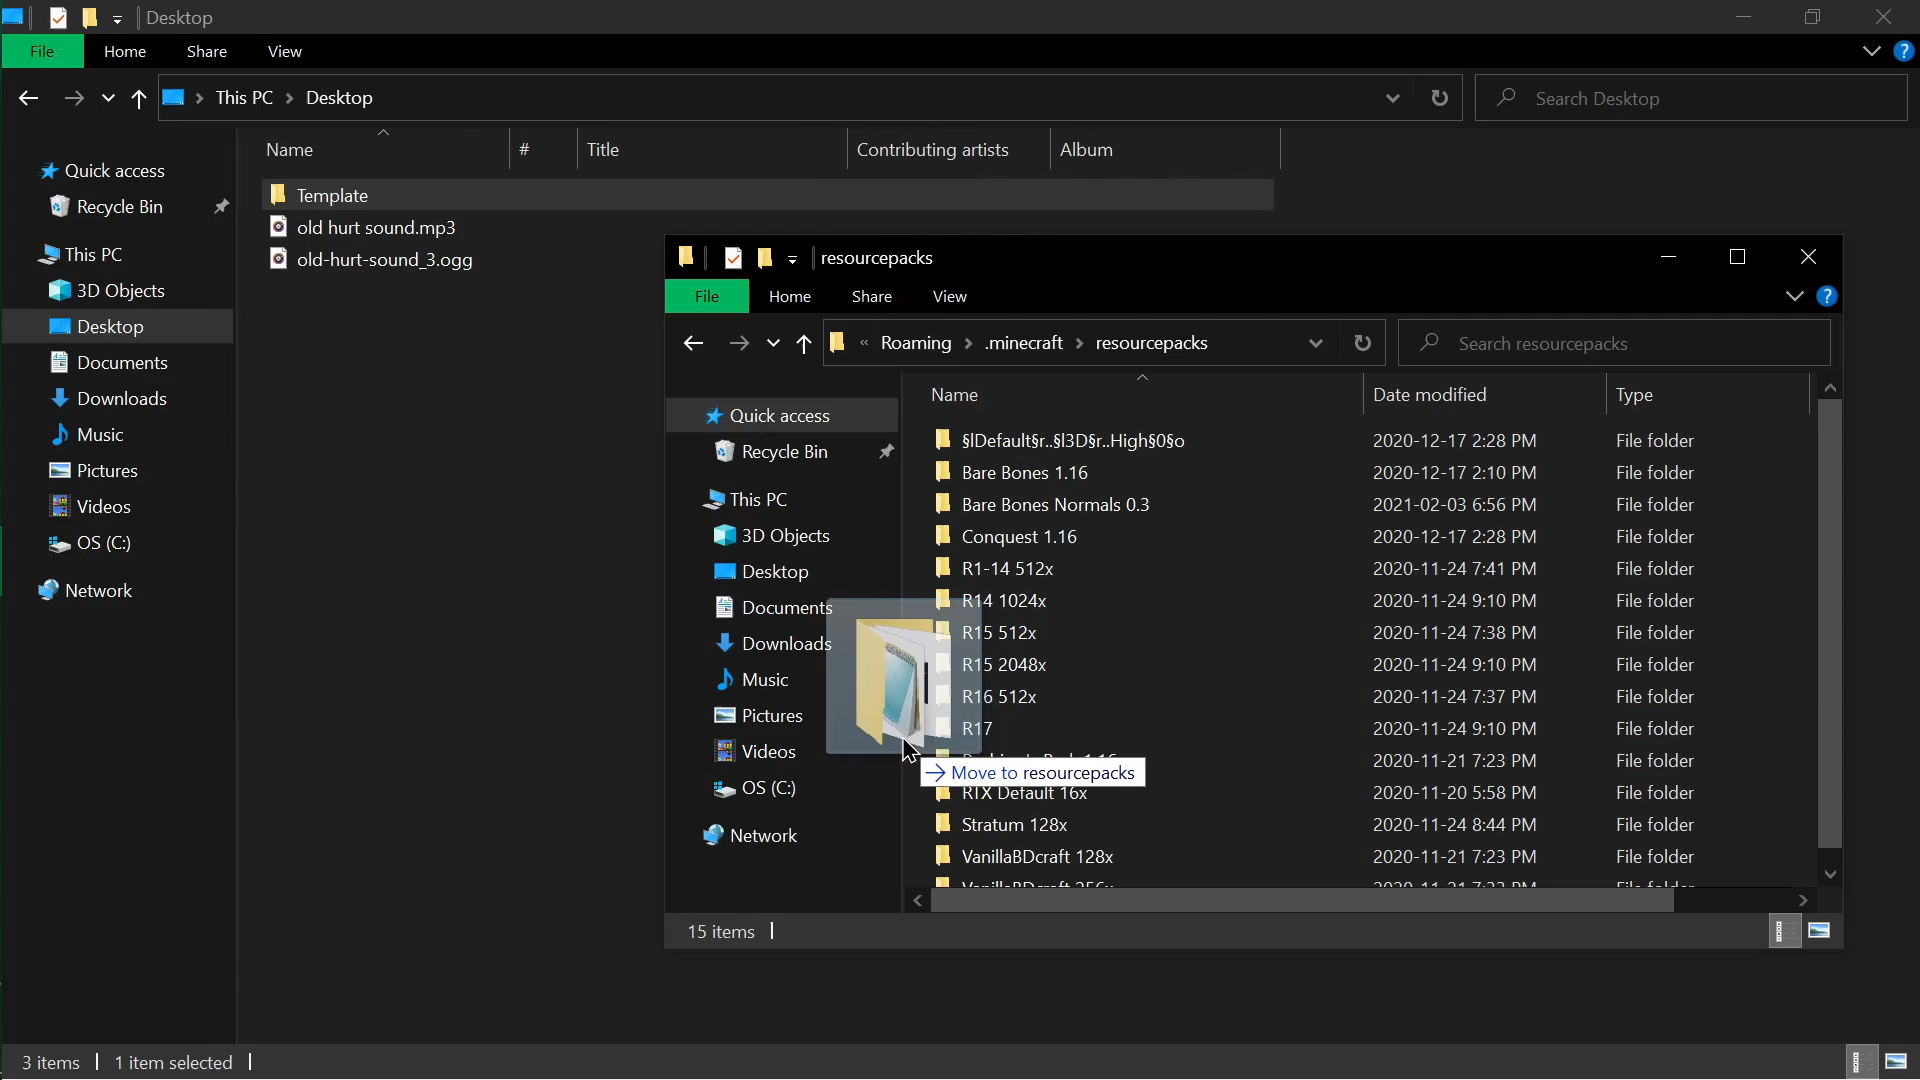 Desktop
File Home Share View
This PC Desktop
Search Desktop
Name # Title Contributing artists Album
Quick access
Recycle Bin
This PC
3D Objects
Desktop
Documents
Downloads
Music
Pictures
Videos
OS (C:)
Network
Template
old hurt sound.mp3
old-hurt-sound_3.ogg
resourcepacks
File Home Share View
« Roaming .minecraft resourcepacks
Search resourcepacks
Quick access
Recycle Bin
This PC
3D Objects
Desktop
Documents
Downloads
Music
Pictures
Videos
OS (C:)
Network
Name Date modified Type
§lDefault§r..§l3D§r..High§0§o 2020-12-17 2:28 PM File folder
Bare Bones 1.16 2020-12-17 2:10 PM File folder
Bare Bones Normals 0.3 2021-02-03 6:56 PM File folder
Conquest 1.16 2020-12-17 2:28 PM File folder
R1-14 512x 2020-11-24 7:41 PM File folder
R14 1024x 2020-11-24 9:10 PM File folder
R15 512x 2020-11-24 7:38 PM File folder
R15 2048x 2020-11-24 9:10 PM File folder
R16 512x 2020-11-24 7:37 PM File folder
R17 2020-11-24 9:10 PM File folder
2020-11-21 7:23 PM File folder
Move to resourcepacks
RTX Default 16x 2020-11-20 5:58 PM File folder
Stratum 128x 2020-11-24 8:44 PM File folder
VanillaBDcraft 128x 2020-11-21 7:23 PM File folder
VanillaBDcraft 256x 2020-11-21 7:23 PM File folder
15 items
3 items 1 item selected